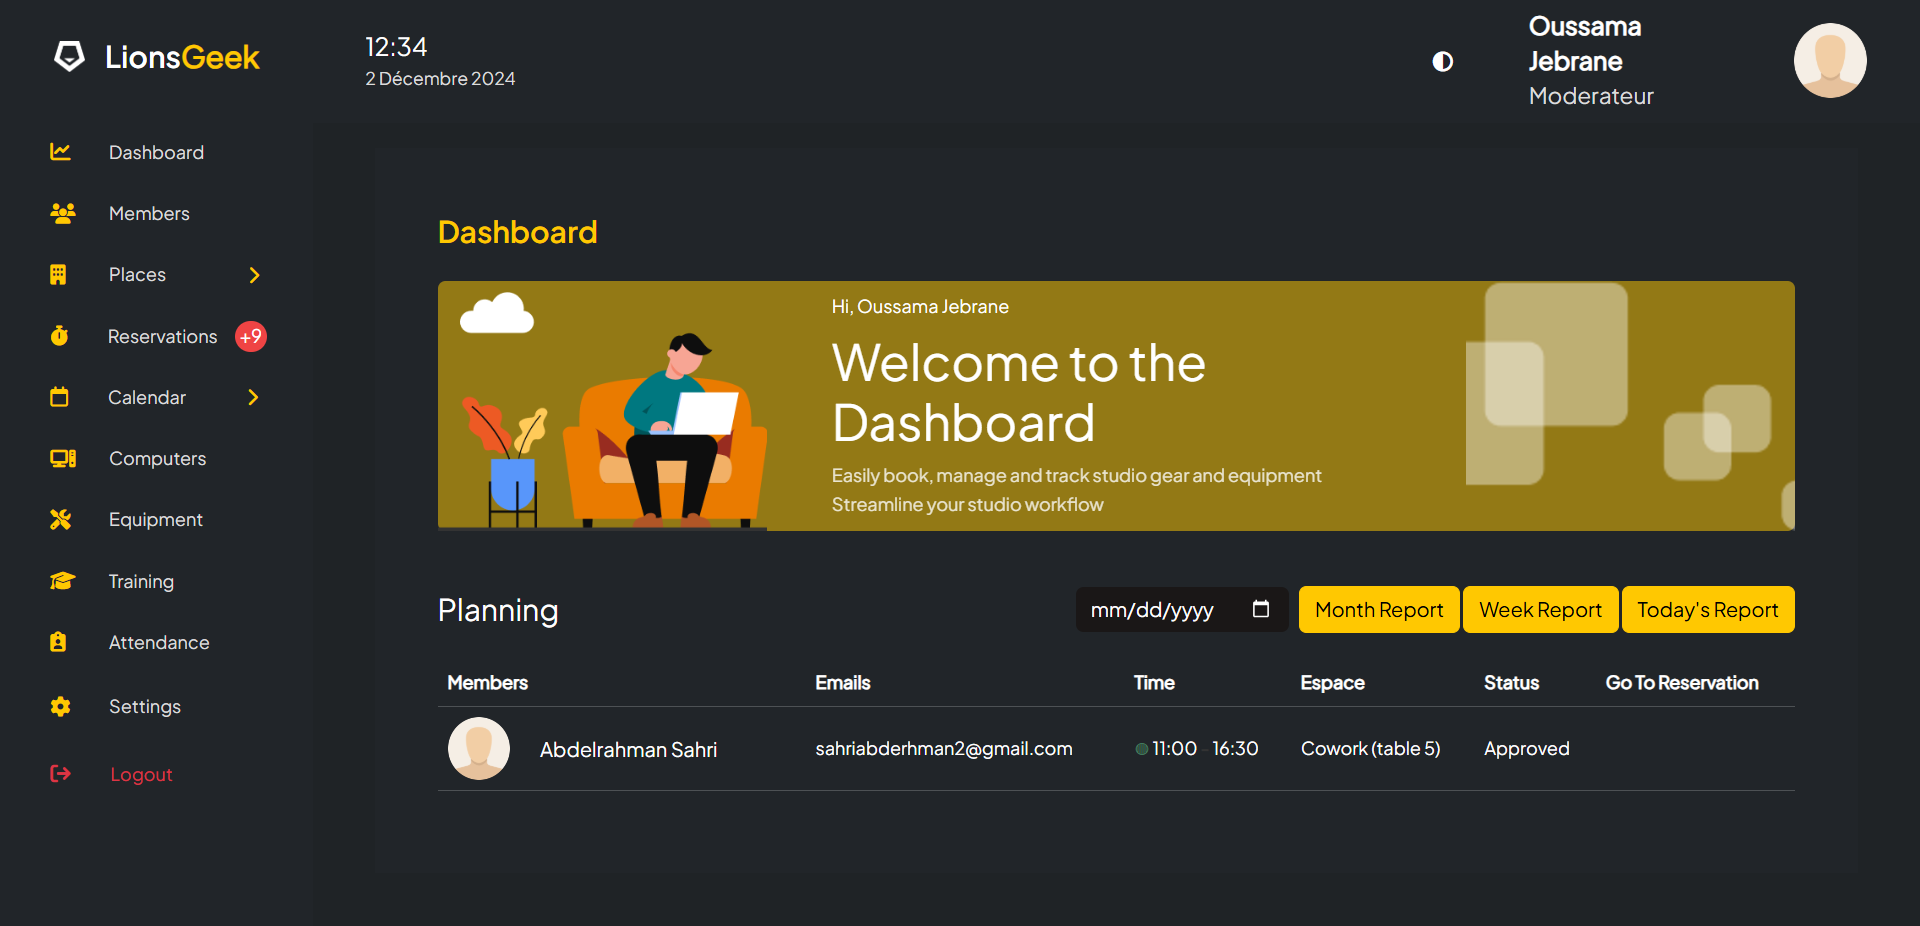 LionsGeek
12:34
2 Décembre 2024
Oussama
Jebrane
Moderateur
Dashboard
Members
Places
Reservations +9
Calendar
Computers
Equipment
Training
Attendance
Settings
Logout
Dashboard
Hi, Oussama Jebrane
Welcome to the
Dashboard
Easily book, manage and track studio gear and equipment
Streamline your studio workflow
Planning
mm/dd/yyyy
Month Report
Week Report
Today's Report
Members Emails Time Espace Status Go To Reservation
Abdelrahman Sahri sahriabderhman2@gmail.com 11:00 - 16:30 Cowork (table 5) Approved